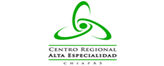 CENTRO REGIONAL
ALTA ESPECIALIDAD
CHIAPAS